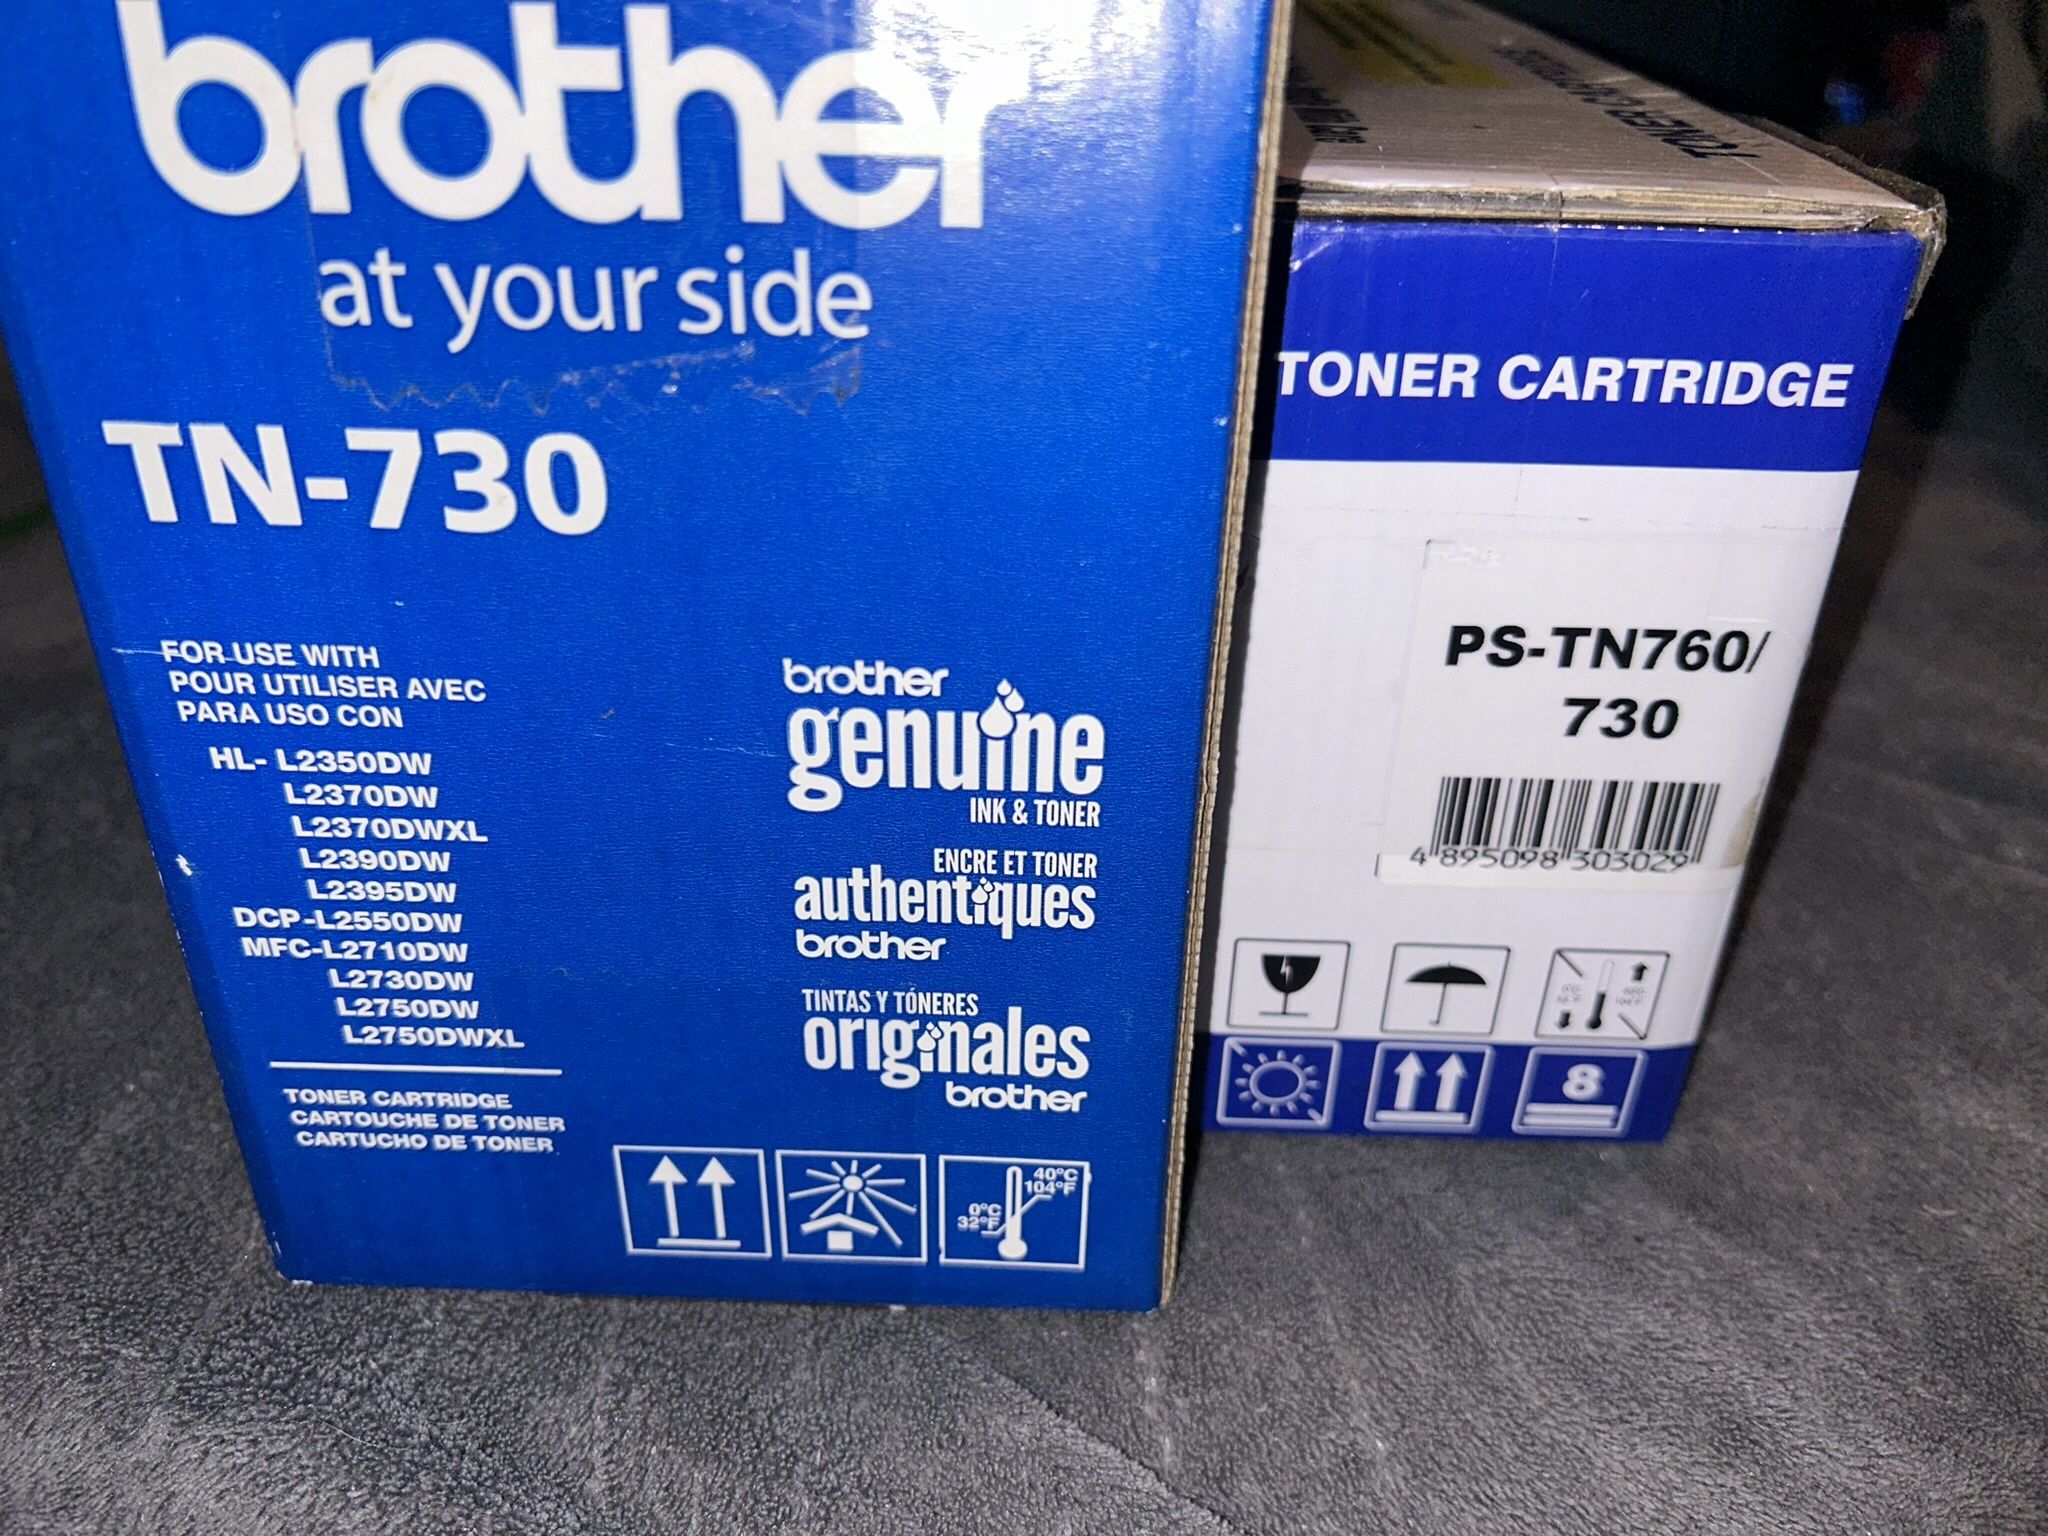 brother
at your side
TN-730
FOR USE WITH
POUR UTILISER AVEC
PARA USO CON
HL- L2350DW
L2370DW
L2370DWXL
L2390DW
L2395DW
DCP-L2550DW
MFC-L2710DW
L2730DW
L2750DW
L2750DWXL
TONER CARTRIDGE
CARTOUCHE DE TONER
CARTUCHO DE TONER
brother
genuine
INK & TONER
ENCRE ET TONER
authentiques
brother
TINTAS Y TÓNERES
originales
brother
40°C
104°F
0°C
32°F
TONER CARTRIDGE
TONER CARTRIDGE
PS-TN760/
730
4 895098 303029
8